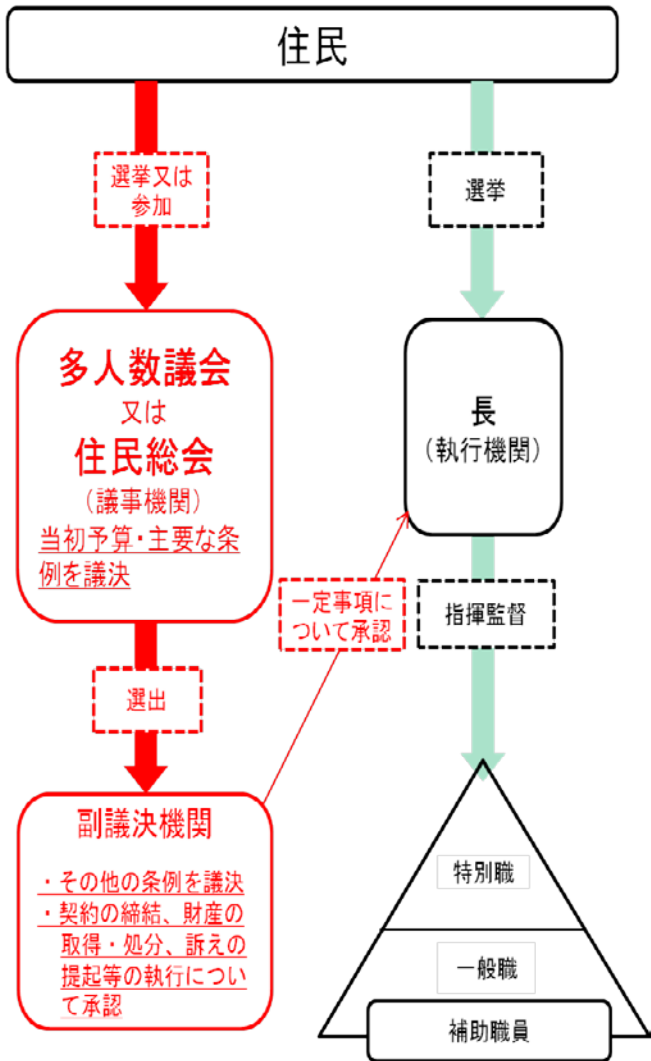 住民
選挙又は
参加
選挙
多人数議会
又は
住民総会
（議事機関）
当初予算・主要な条
例を議決
長
（執行機関）
一定事項に
ついて承認
指揮監督
選出
副議決機関
・その他の条例を議決
・契約の締結、財産の
取得・処分、訴えの
提起等の執行につい
て承認
特別職
一般職
補助職員